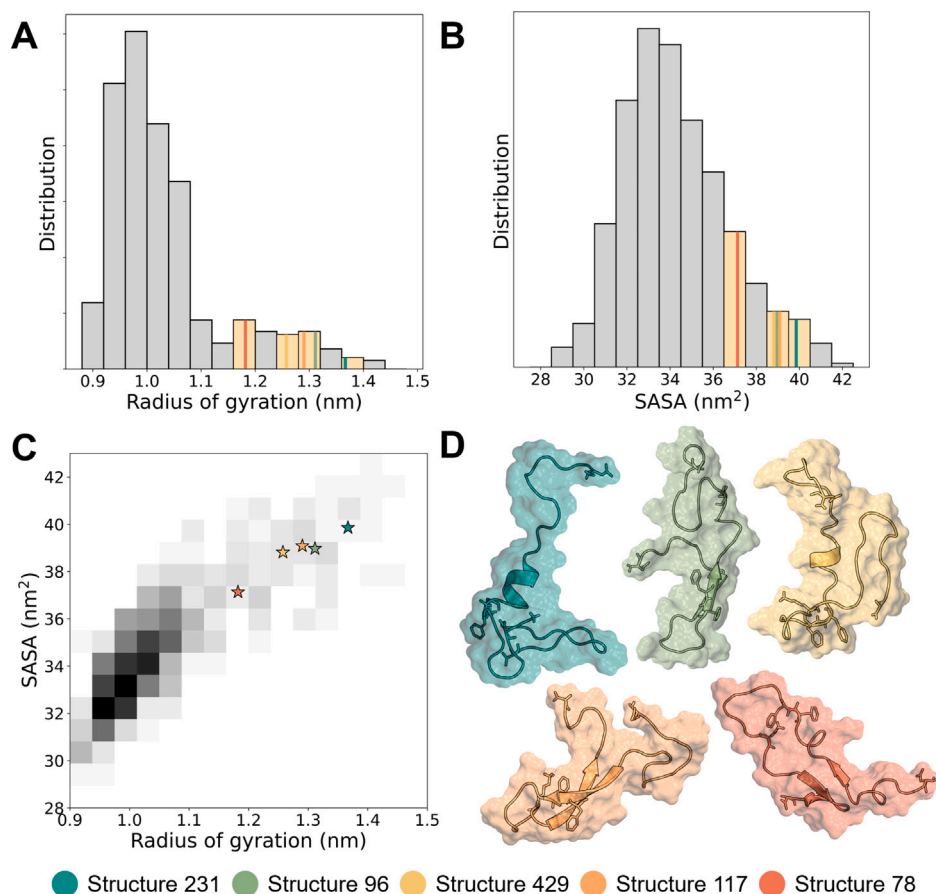 A
Distribution
0.9 1.0 1.1 1.2 1.3 1.4 1.5
Radius of gyration (nm)
B
Distribution
28 30 32 34 36 38 40 42
SASA (nm²)
C
SASA (nm²)
42
40
38
36
34
32
30
28
0.9 1.0 1.1 1.2 1.3 1.4 1.5
Radius of gyration (nm)
D
Structure 231 Structure 96 Structure 429 Structure 117 Structure 78